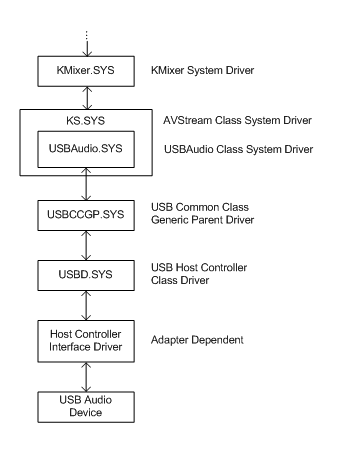 KMixer.SYS
KMixer System Driver
KS.SYS
AVStream Class System Driver
USBAudio.SYS
USBAudio Class System Driver
USBCCGP.SYS
USB Common Class
Generic Parent Driver
USBD.SYS
USB Host Controller
Class Driver
Host Controller
Interface Driver
Adapter Dependent
USB Audio
Device